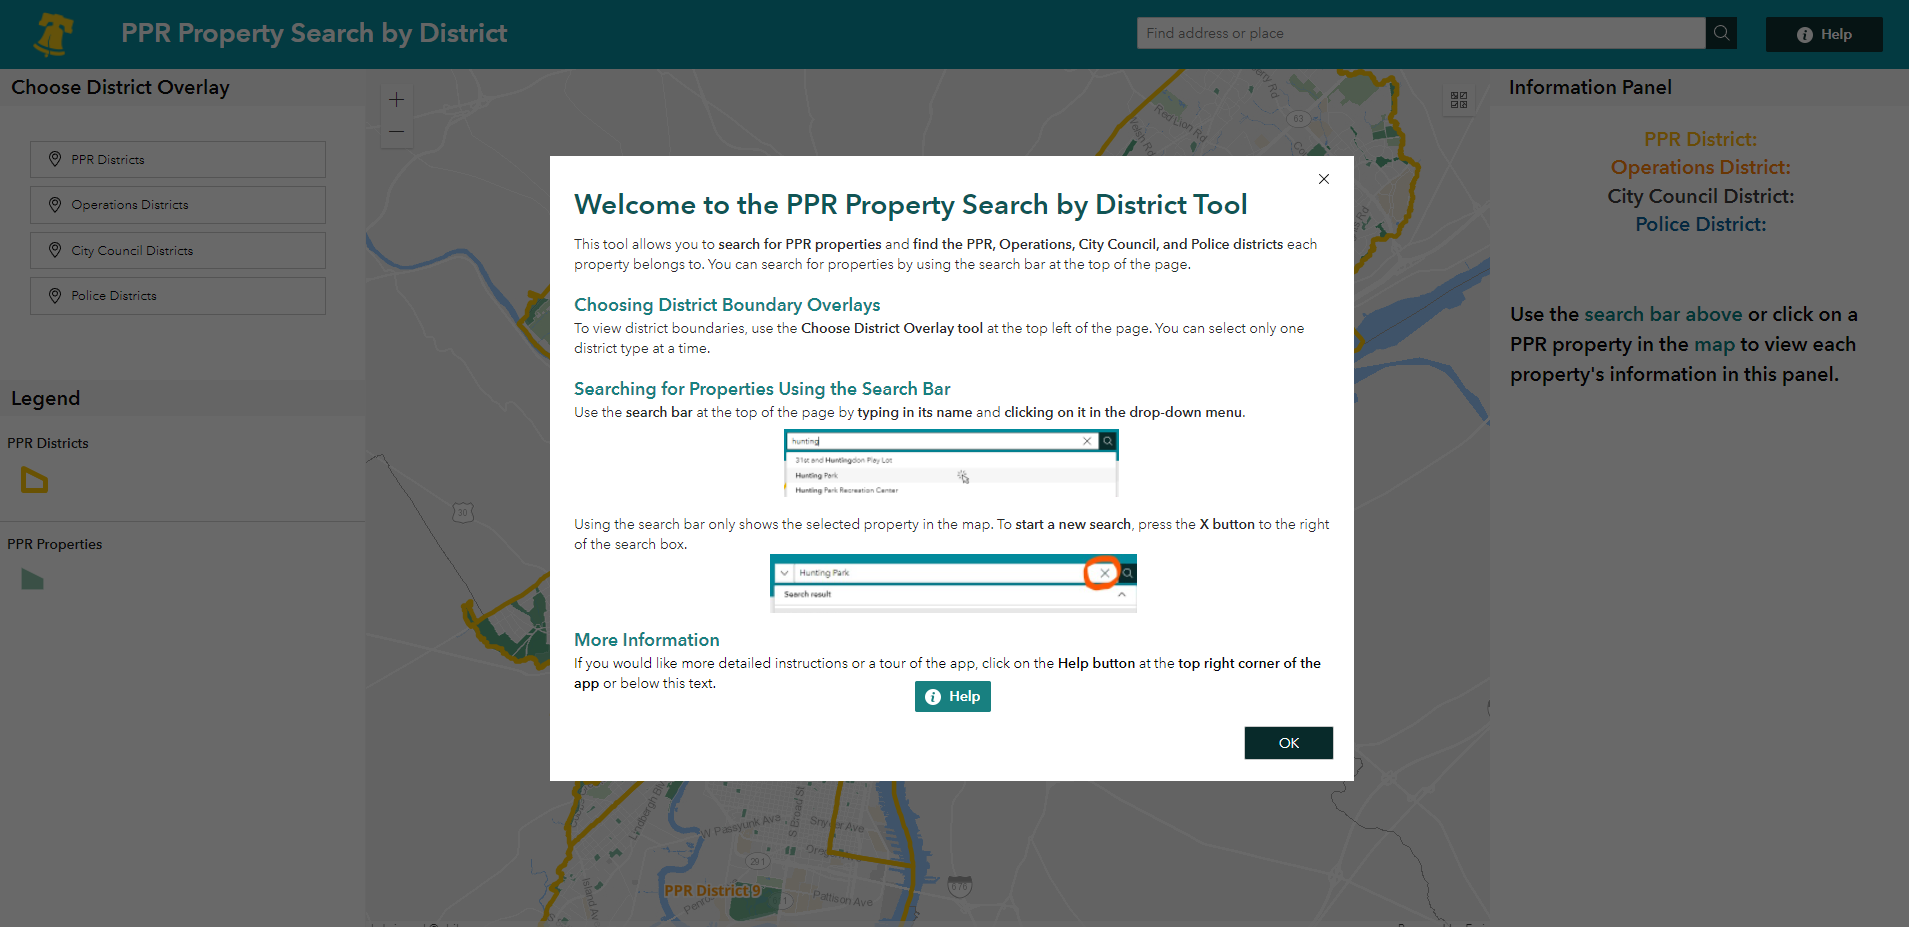 PPR Property Search by District
Find address or place
Help
Choose District Overlay
PPR Districts
Operations Districts
City Council Districts
Police Districts
Legend
PPR Districts
PPR Properties
Information Panel
PPR District:
Operations District:
City Council District:
Police District:
Use the search bar above or click on a
PPR property in the map to view each
property's information in this panel.
Welcome to the PPR Property Search by District Tool
This tool allows you to search for PPR properties and find the PPR, Operations, City Council, and Police districts each
property belongs to. You can search for properties by using the search bar at the top of the page.
Choosing District Boundary Overlays
To view district boundaries, use the Choose District Overlay tool at the top left of the page. You can select only one
district type at a time.
Searching for Properties Using the Search Bar
Use the search bar at the top of the page by typing in its name and clicking on it in the drop-down menu.
hunting
31st and Huntingdon Play Lot
Hunting Park
Hunting Park Recreation Center
Using the search bar only shows the selected property in the map. To start a new search, press the X button to the right
of the search box.
Hunting Park
Search result
More Information
If you would like more detailed instructions or a tour of the app, click on the Help button at the top right corner of the
app or below this text.
Help
OK
Red Lion Rd
Welsh Rd
63
30
Lindbergh Blv
W Passyunk Ave
S Broad St
Snyder Ave
291
Island Av
PPR District 9
Pattison Ave
676